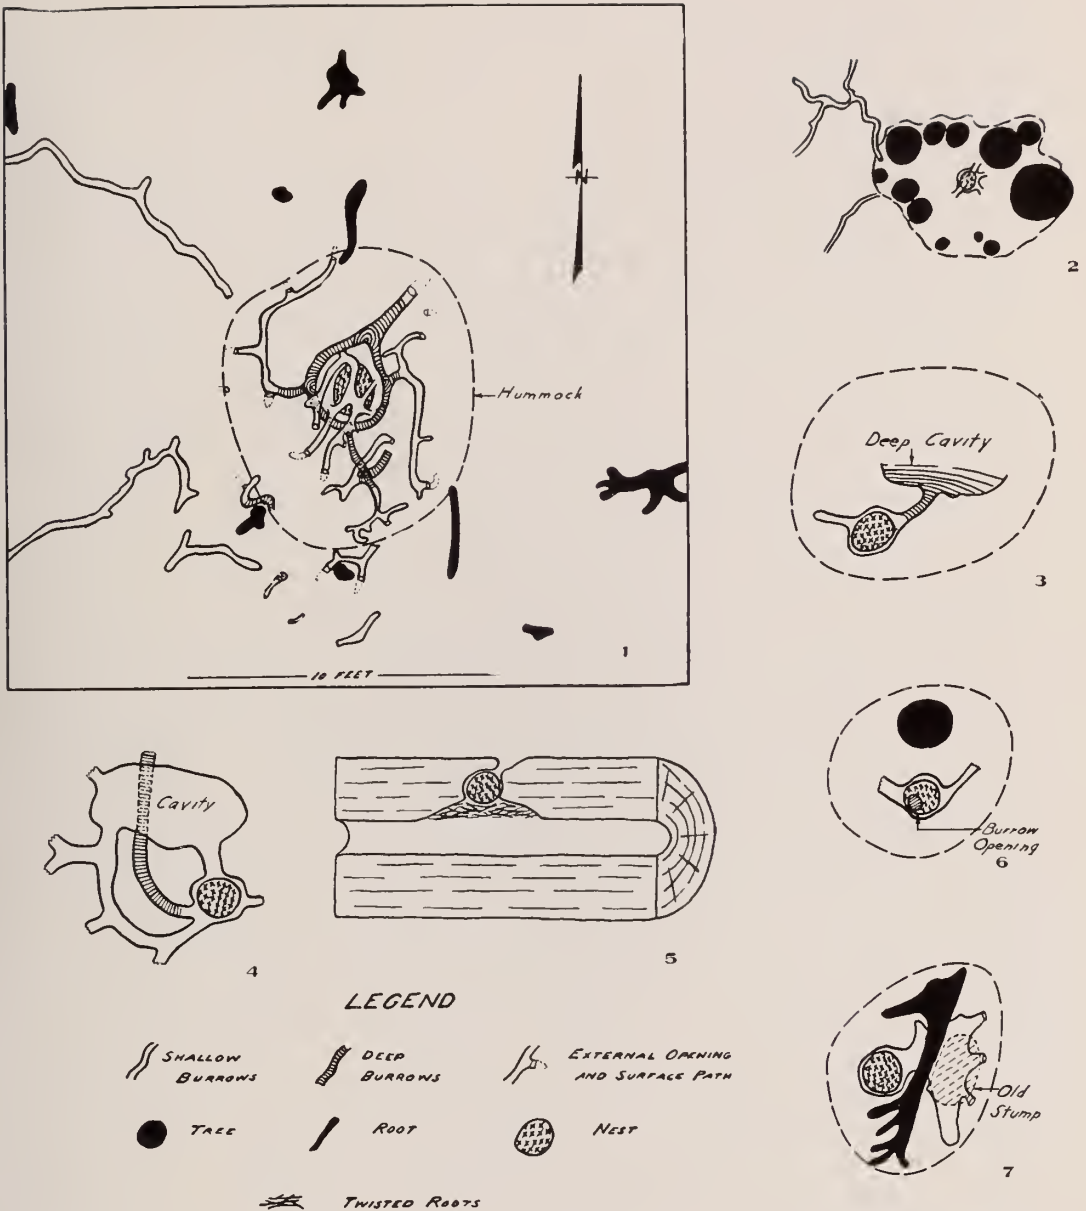 N
Hummock
1
10 FEET
2
Deep Cavity
3
Cavity
4
5
Burrow
Opening
6
Old
Stump
7
LEGEND
SHALLOW
BURROWS
DEEP
BURROWS
EXTERNAL OPENING
AND SURFACE PATH
TREE
ROOT
NEST
TWISTED ROOTS